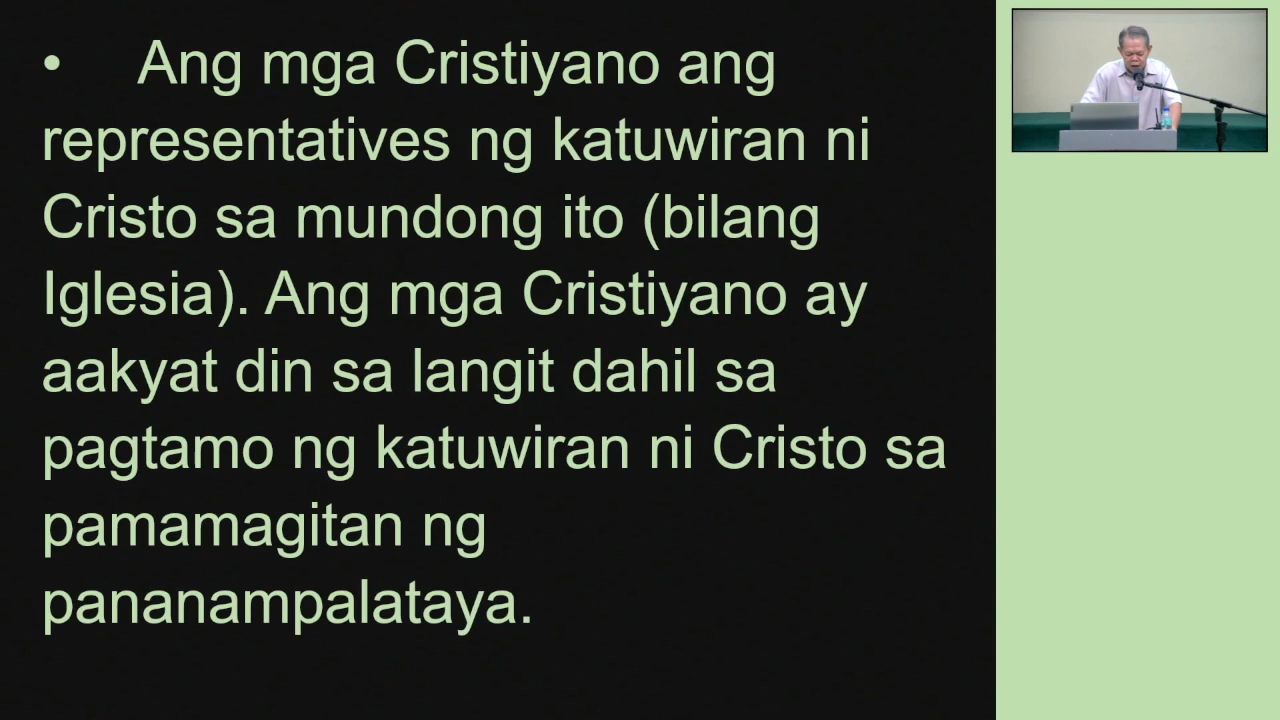 • Ang mga Cristiyano ang
representatives ng katuwiran ni
Cristo sa mundong ito (bilang
Iglesia). Ang mga Cristiyano ay
aakyat din sa langit dahil sa
pagtamo ng katuwiran ni Cristo sa
pamamagitan ng
pananampalataya.